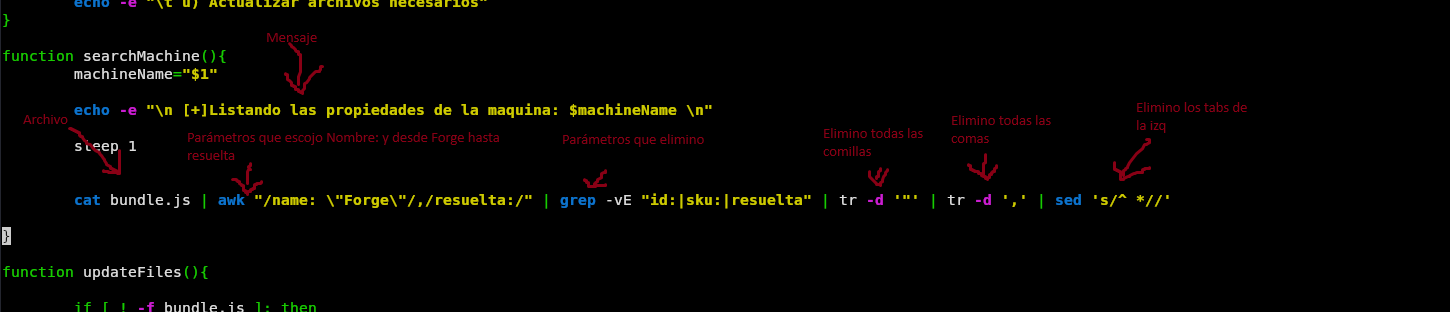 echo -e "\t u) Actualizar archivos necesarios"
}
Mensaje
function searchMachine(){
machineName="$1"
echo -e "\n [+]Listando las propiedades de la maquina: $machineName \n"
Archivo
Parámetros que escojo Nombre: y desde Forge hasta
resuelta
Parámetros que elimino
Elimino todas las
comillas
Elimino todas las
comas
Elimino los tabs de
la izq
sleep 1
cat bundle.js | awk "/name: \"Forge\"/,/resuelta:/" | grep -vE "id:|sku:|resuelta" | tr -d '"' | tr -d ',' | sed 's/^ *//'
}
function updateFiles(){
if [ ! -f bundle.js ]; then